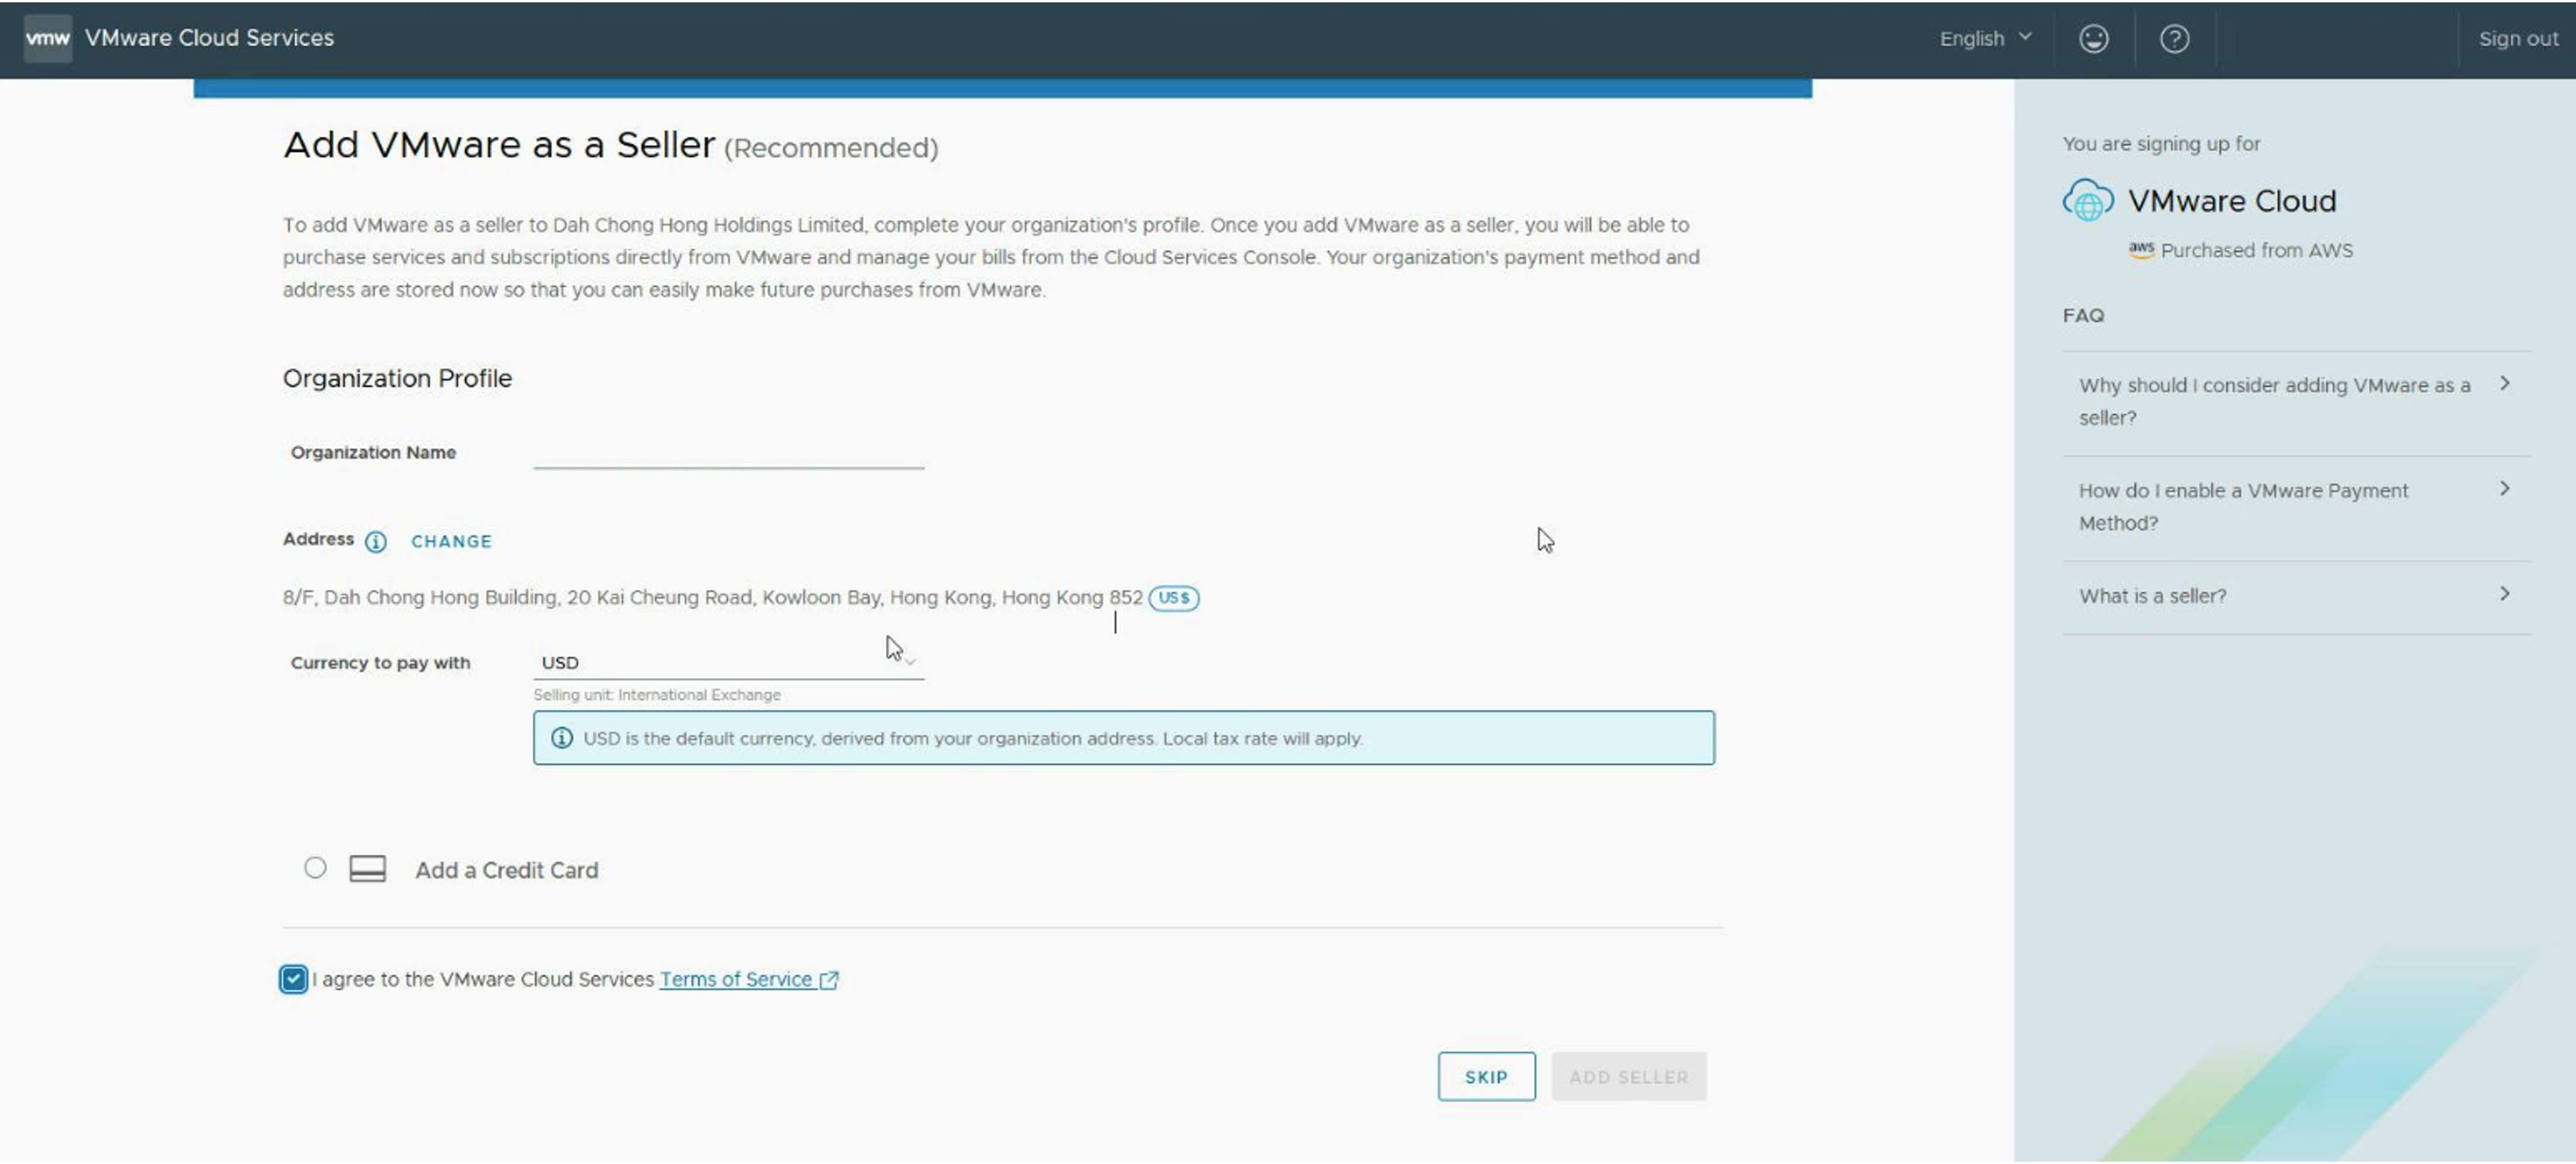 vmw VMware Cloud Services
English
Sign out
Add VMware as a Seller (Recommended)
To add VMware as a seller to Dah Chong Hong Holdings Limited, complete your organization's profile. Once you add VMware as a seller, you will be able to
purchase services and subscriptions directly from VMware and manage your bills from the Cloud Services Console. Your organization's payment method and
address are stored now so that you can easily make future purchases from VMware.
Organization Profile
Organization Name
Address CHANGE
8/F, Dah Chong Hong Building, 20 Kai Cheung Road, Kowloon Bay, Hong Kong, Hong Kong 852 US $
Currency to pay with USD
Selling unit: International Exchange
USD is the default currency, derived from your organization address. Local tax rate will apply.
Add a Credit Card
I agree to the VMware Cloud Services Terms of Service
SKIP ADD SELLER
You are signing up for
VMware Cloud
aws Purchased from AWS
FAQ
Why should I consider adding VMware as a
seller?
How do I enable a VMware Payment
Method?
What is a seller?